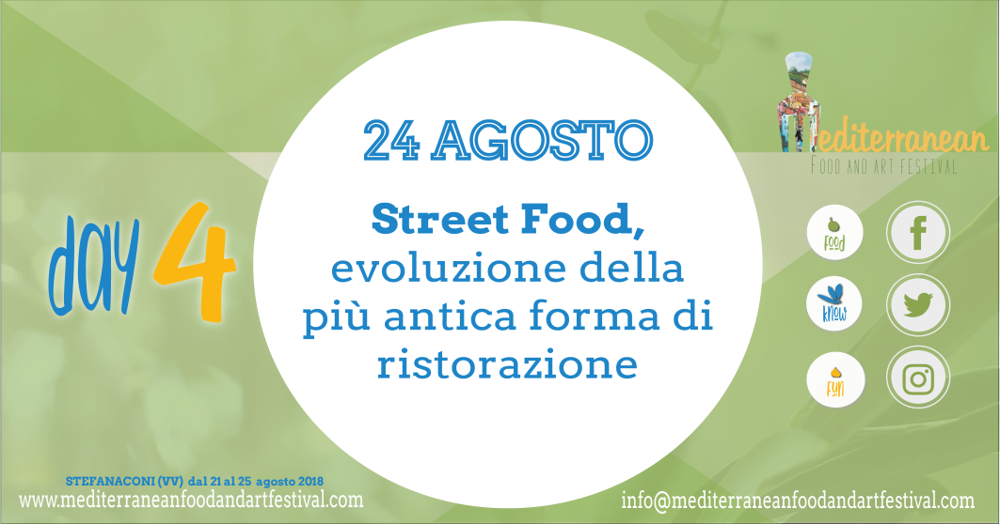 24 AGOSTO
Street Food,
evoluzione della
più antica forma di
ristorazione
day 4
Mediterranean
FOOD AND ART FESTIVAL
food
know
fun
STEFANACONI (VV) dal 21 al 25 agosto 2018
www.mediterraneanfoodandartfestival.com
info@mediterraneanfoodandartfestival.com